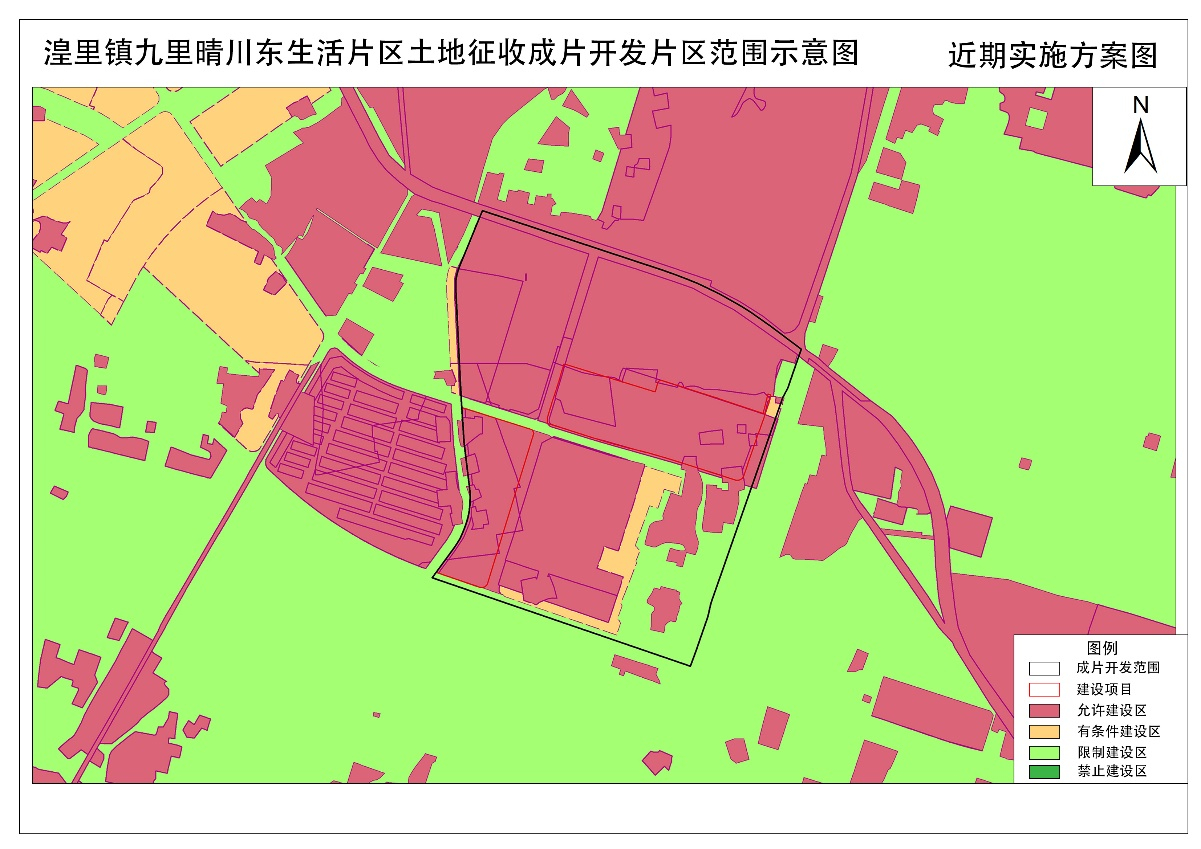 湟里镇九里晴川东生活片区土地征收成片开发片区范围示意图
近期实施方案图
N
图例
成片开发范围
建设项目
允许建设区
有条件建设区
限制建设区
禁止建设区